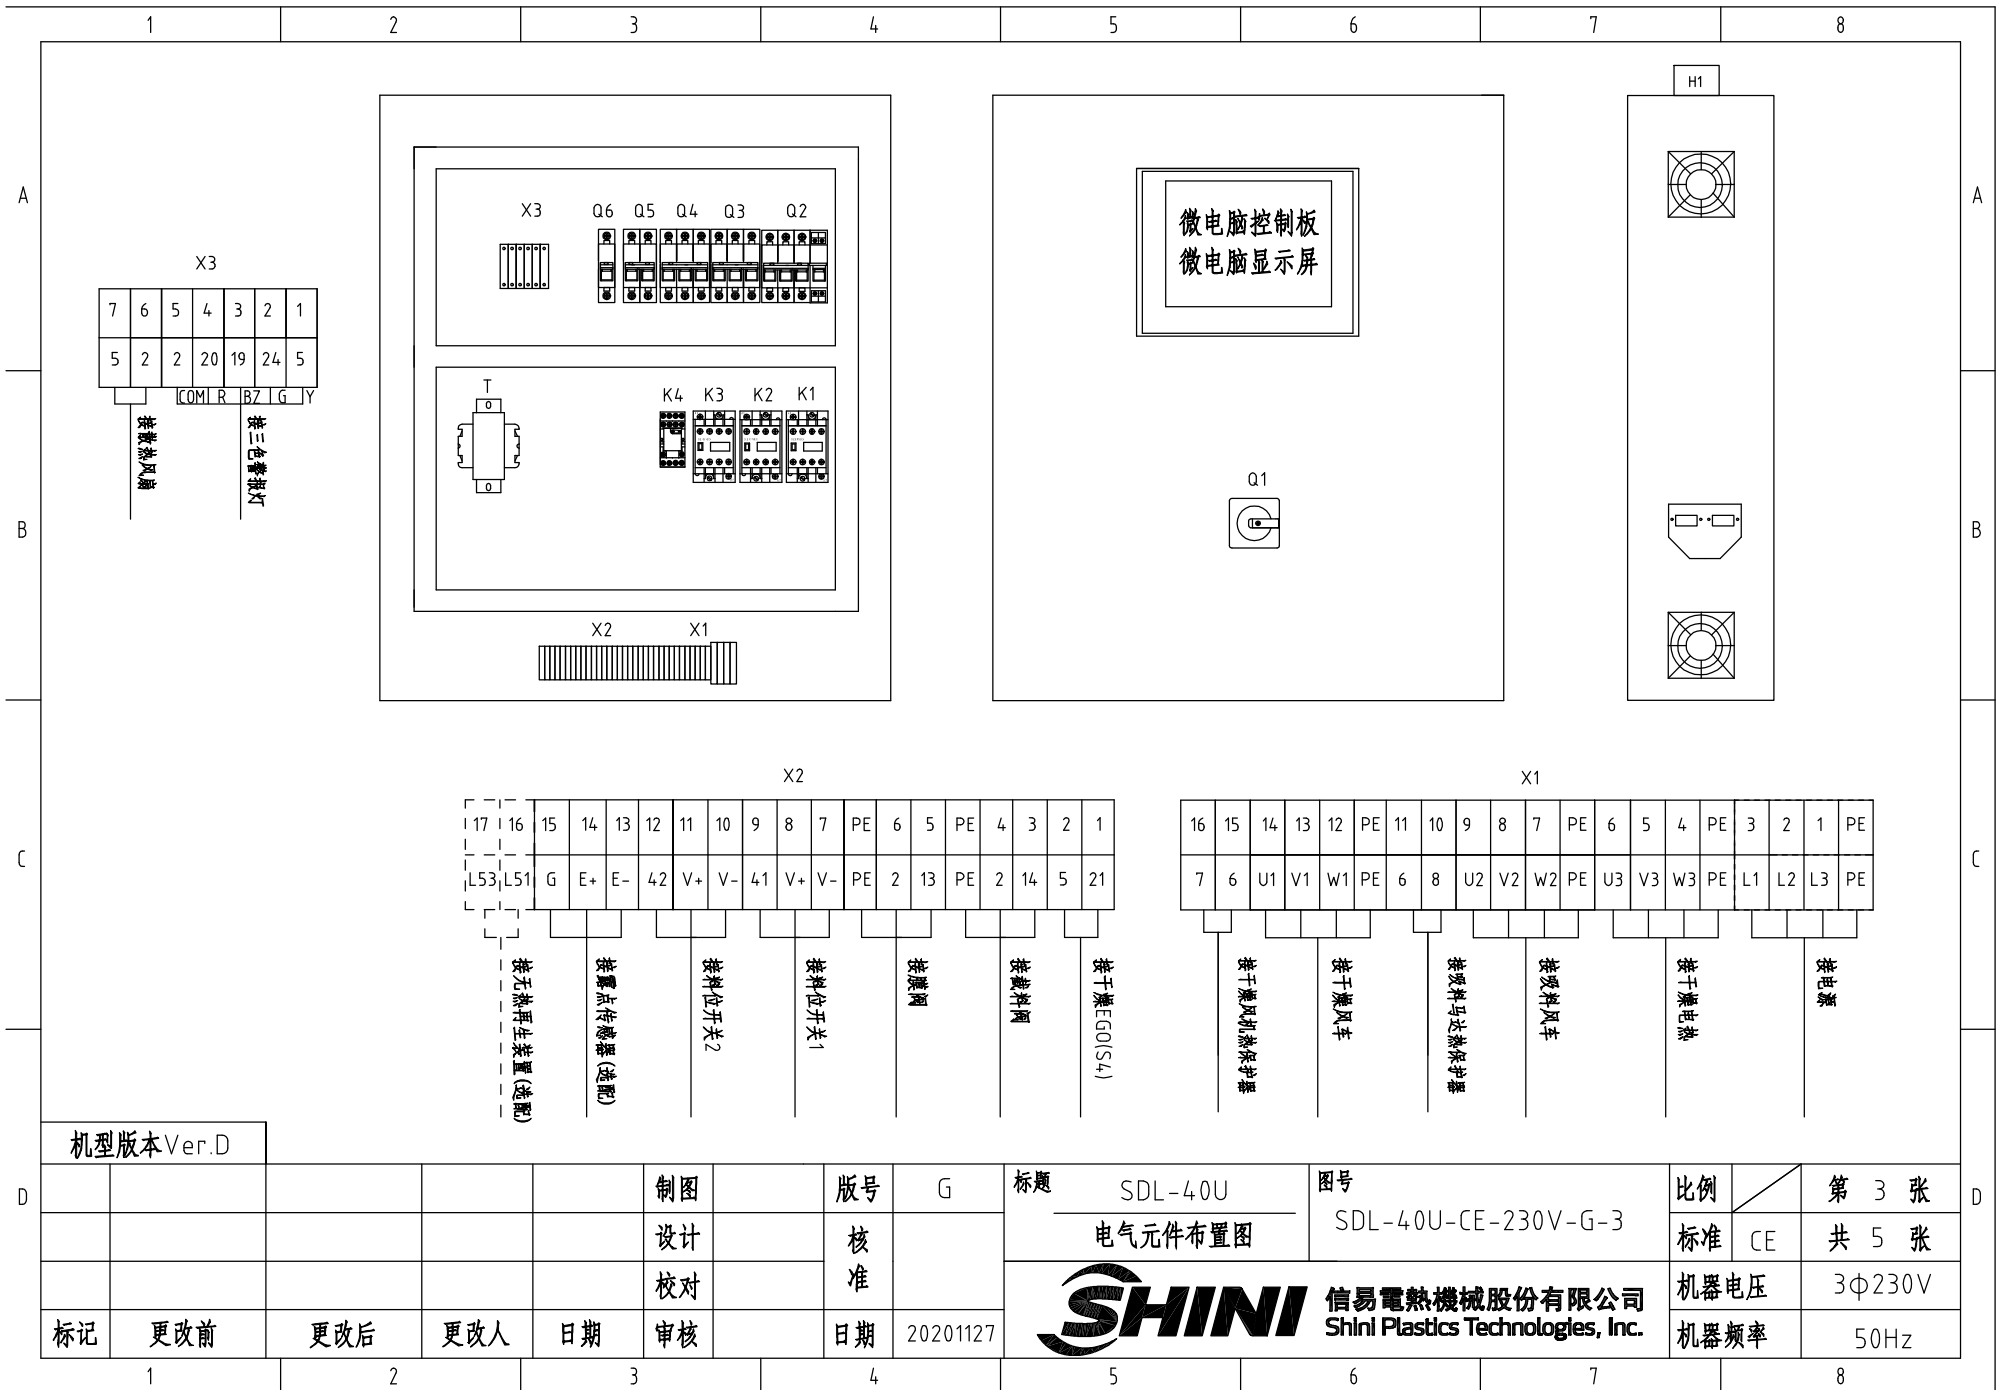 1 2 3 4 5 6 7 8
H1
A A
X3 Q6 Q5 Q4 Q3 Q2
微电脑控制板
微电脑显示屏
X3
7 6 5 4 3 2 1
5 2 2 20 19 24 5
COM R BZ G Y
接散热风扇
接三色警报灯
T K4 K3 K2 K1
Q1
B B
X2 X1
X2
17 16 15 14 13 12 11 10 9 8 7 PE 6 5 PE 4 3 2 1
L53 L51 G E+ E- 42 V+ V- 41 V+ V- PE 2 13 PE 2 14 5 21
接无热再生装置(选配)
接露点传感器(选配)
接料位开关2
接料位开关1
接膜阀
接截料阀
接干燥EGO(S4)
X1
16 15 14 13 12 PE 11 10 9 8 7 PE 6 5 4 PE 3 2 1 PE
7 6 U1 V1 W1 PE 6 8 U2 V2 W2 PE U3 V3 W3 PE L1 L2 L3 PE
接干燥风机热保护器
接干燥风车
接吸料马达热保护器
接吸料风车
接干燥电热
接电源
C C
机型版本Ver.D
D D
制图 版号 G
设计 核准
校对
标记 更改前 更改后 更改人 日期 审核 日期 20201127
标题 SDL-40U
电气元件布置图
图号
SDL-40U-CE-230V-G-3
比例 第 3 张
标准 CE 共 5 张
机器电压 3Φ230V
机器频率 50Hz
SHINI
信易電熱機械股份有限公司
Shini Plastics Technologies, Inc.
1 2 3 4 5 6 7 8